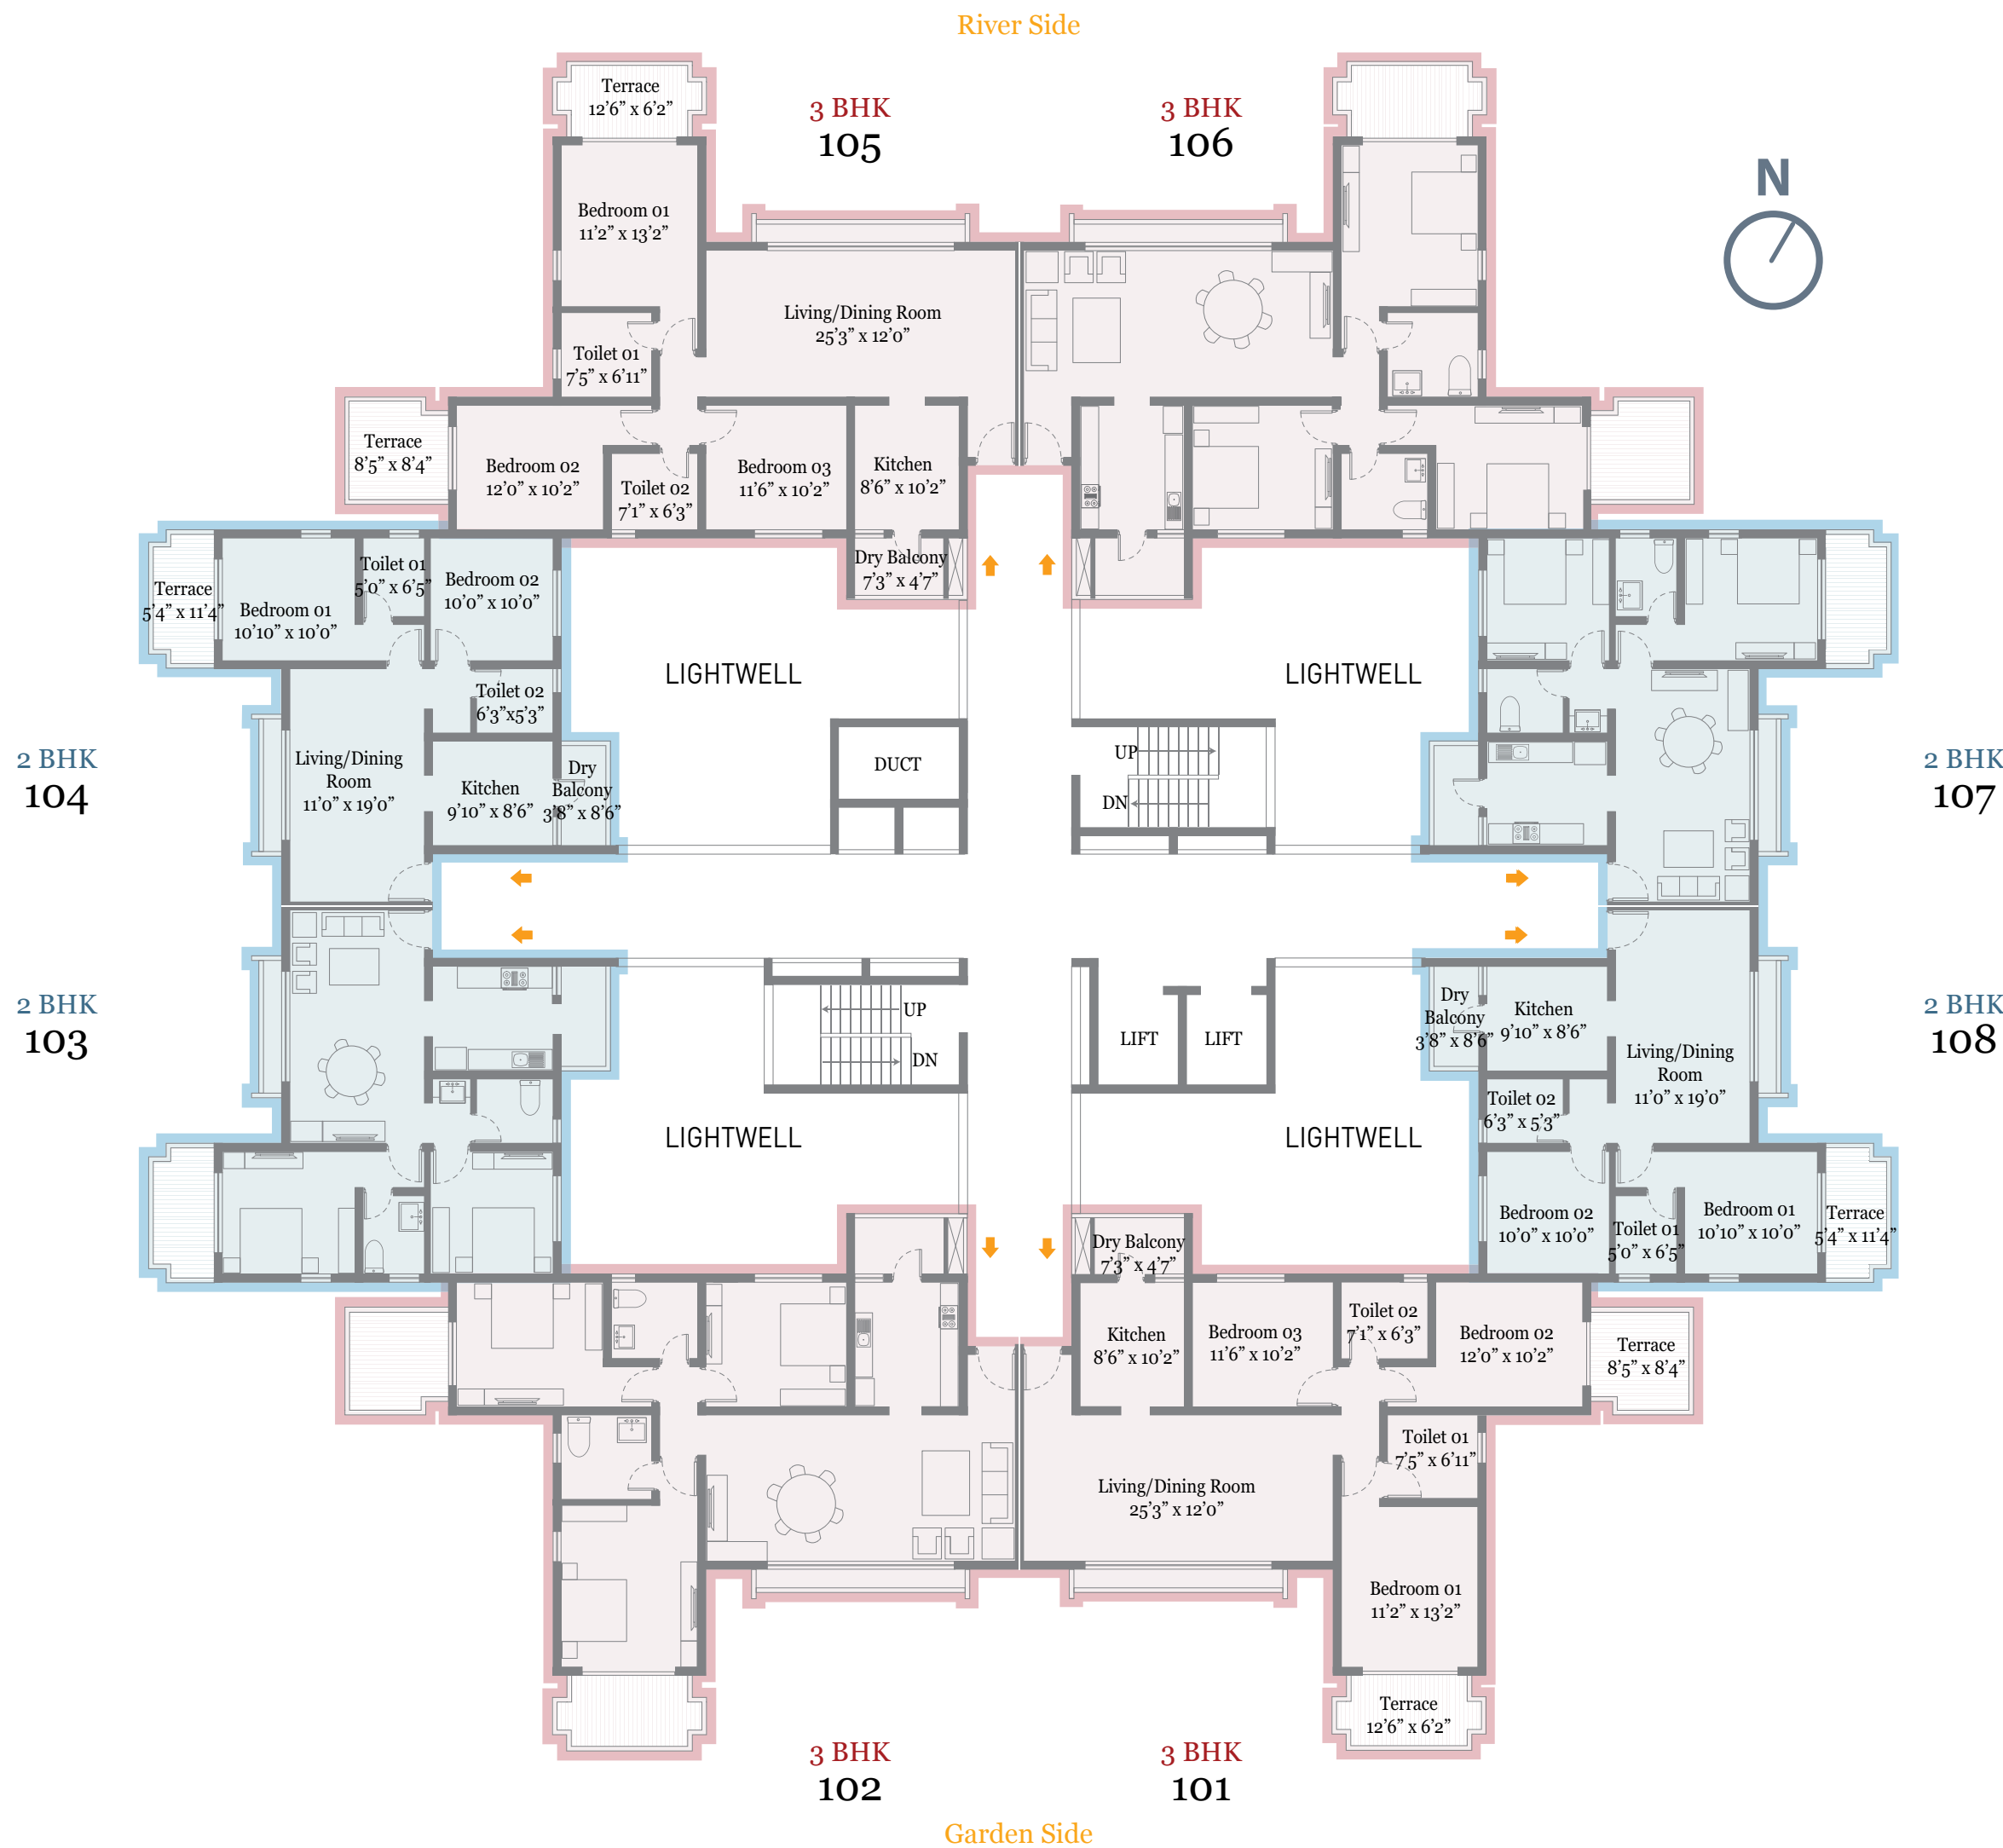 River Side
3 BHK
105
3 BHK
106
N
Terrace
12'6” x 6'2”
Bedroom 01
11'2” x 13'2”
Living/Dining Room
25'3” x 12'0”
Toilet 01
7'5” x 6'11”
Terrace
8'5” x 8'4”
Bedroom 02
12'0” x 10'2”
Toilet 02
7'1” x 6'3”
Bedroom 03
11'6” x 10'2”
Kitchen
8'6” x 10'2”
Dry Balcony
7'3” x 4'7”
Terrace
5'4” x 11'4”
Bedroom 01
10'10” x 10'0”
Toilet 01
5'0” x 6'5”
Bedroom 02
10'0” x 10'0”
Toilet 02
6'3”x5'3”
LIGHTWELL
LIGHTWELL
2 BHK
104
Living/Dining
Room
11'0” x 19'0”
Kitchen
9'10” x 8'6”
Dry
Balcony
3'8” x 8'6”
DUCT
UP
DN
2 BHK
107
2 BHK
103
UP
DN
LIFT
LIFT
Dry
Balcony
3'8” x 8'6”
Kitchen
9'10” x 8'6”
Living/Dining
Room
11'0” x 19'0”
2 BHK
108
LIGHTWELL
LIGHTWELL
Toilet 02
6'3” x 5'3”
Bedroom 02
10'0” x 10'0”
Toilet 01
5'0” x 6'5”
Bedroom 01
10'10” x 10'0”
Terrace
5'4” x 11'4”
Dry Balcony
7'3” x 4'7”
Kitchen
8'6” x 10'2”
Bedroom 03
11'6” x 10'2”
Toilet 02
7'1” x 6'3”
Bedroom 02
12'0” x 10'2”
Terrace
8'5” x 8'4”
Toilet 01
7'5” x 6'11”
Living/Dining Room
25'3” x 12'0”
Bedroom 01
11'2” x 13'2”
Terrace
12'6” x 6'2”
3 BHK
102
3 BHK
101
Garden Side